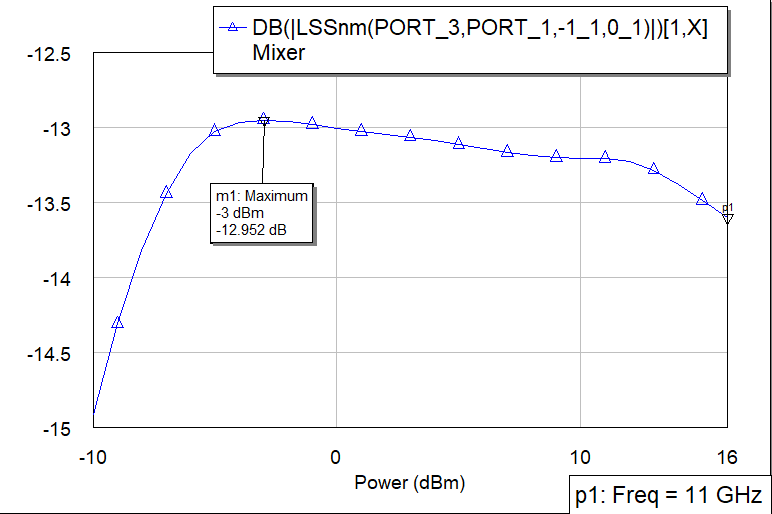 DB(|LSSnm(PORT_3,PORT_1,-1_1,0_1)|)[1,X]
Mixer
-12.5
-13
-13.5
-14
-14.5
-15
m1: Maximum
-3 dBm
-12.952 dB
p1
-10 0 10 16
Power (dBm)
p1: Freq = 11 GHz